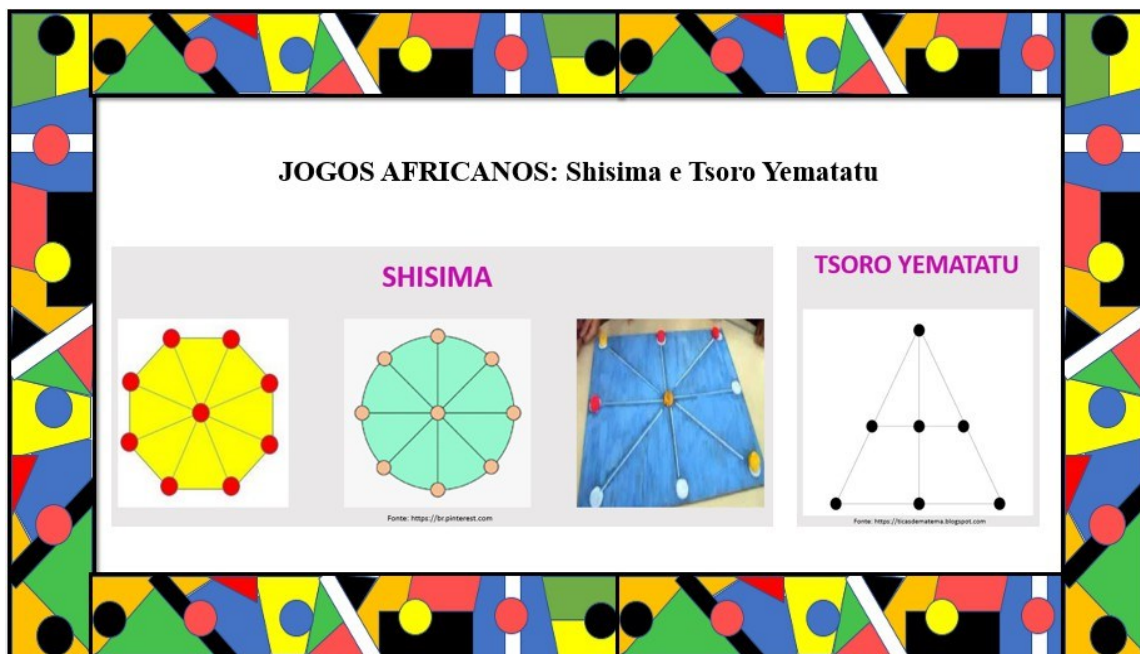 JOGOS AFRICANOS: Shisima e Tsoro Yematatu
SHISIMA
Fonte: https://br.pinterest.com
TSORO YEMATATU
Fonte: https://ticasdematema.blogspot.com